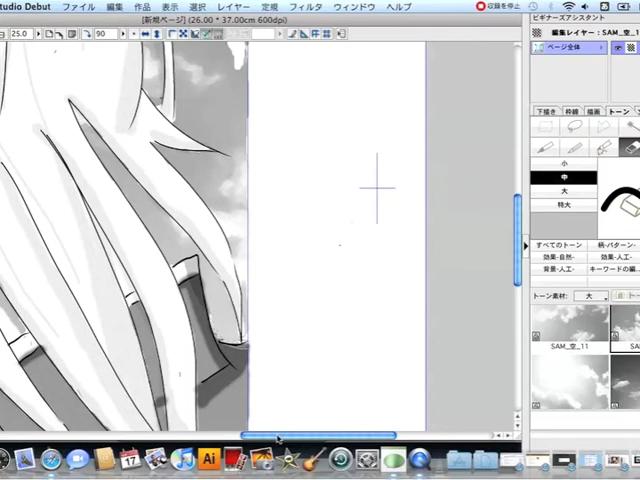 Studio Debut ファイル 編集 作品 表示 選択 レイヤー 定規 フィルタ ウィンドウ ヘルプ 収録を停止
[新規ページ] (26.00 * 37.00cm 600dpi)
25.0 90
ビギナーズアシスタント
編集レイヤー : SAM_空_1
ページ全体
下描き 枠線 描画 トーン
小
中
大
特大
すべてのトーン 柄・パターン-
効果-自然- 効果-人工-
背景-人工- キーワードの編...
トーン素材: 大
SAM_空_11 SA
17
Ai